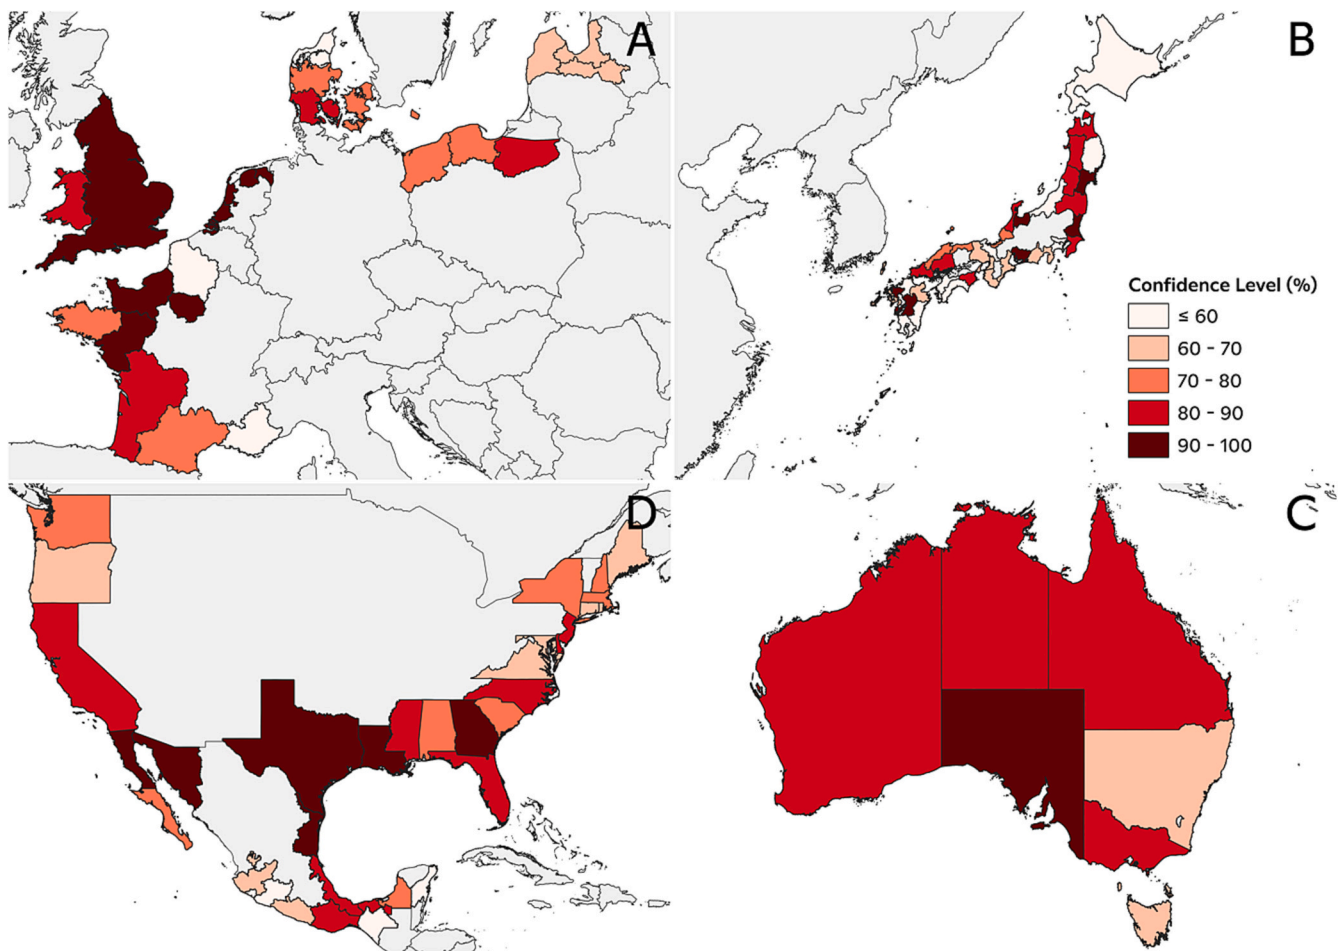 A
B
Confidence Level (%)
≤ 60
60 - 70
70 - 80
80 - 90
90 - 100
D
C